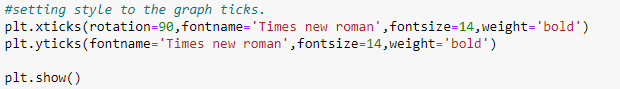 #setting style to the graph ticks.
plt.xticks(rotation=90,fontname='Times new roman',fontsize=14,weight='bold')
plt.yticks(fontname='Times new roman',fontsize=14,weight='bold')
plt.show()